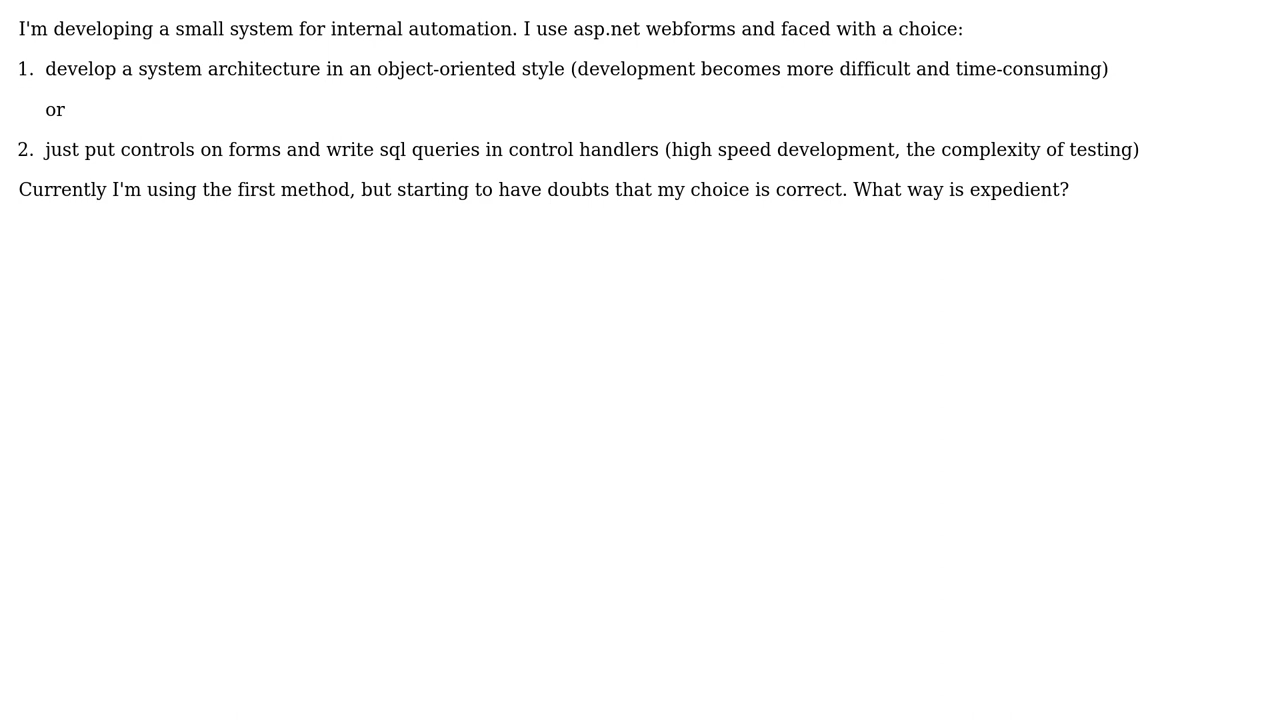 I'm developing a small system for internal automation. I use asp.net webforms and faced with a choice:
1. develop a system architecture in an object-oriented style (development becomes more difficult and time-consuming)
or
2. just put controls on forms and write sql queries in control handlers (high speed development, the complexity of testing)
Currently I'm using the first method, but starting to have doubts that my choice is correct. What way is expedient?